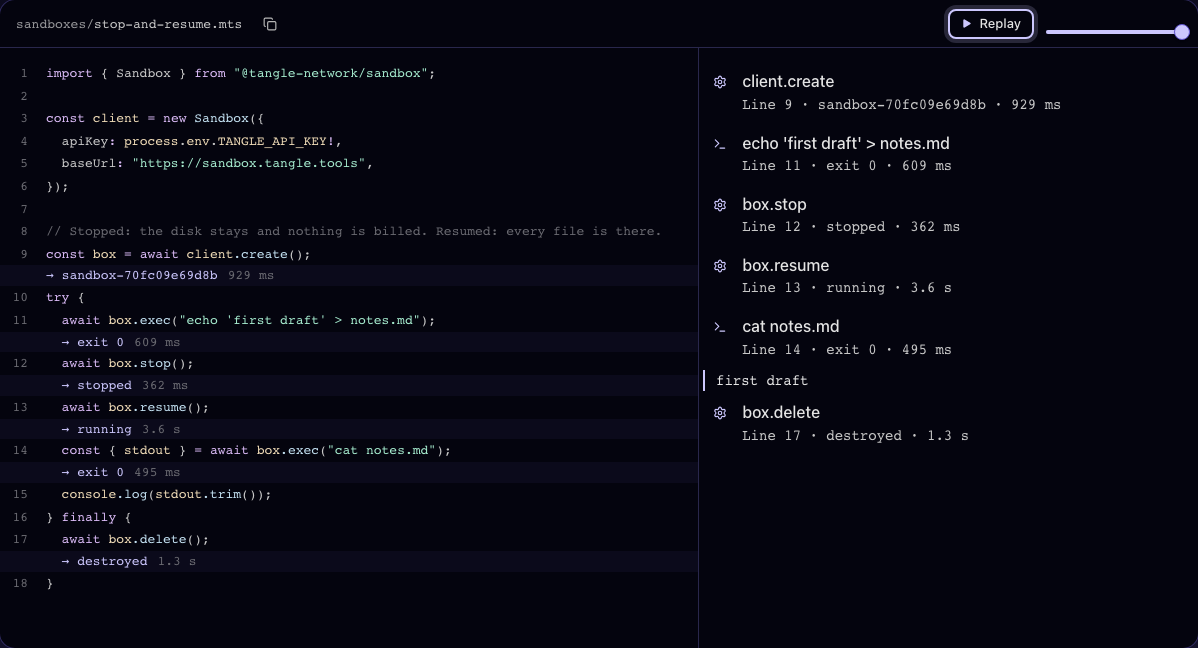 sandboxes/stop-and-resume.mts
Replay
1 import { Sandbox } from "@tangle-network/sandbox";
2
3 const client = new Sandbox({
4 apiKey: process.env.TANGLE_API_KEY!,
5 baseUrl: "https://sandbox.tangle.tools",
6 });
7
8 // Stopped: the disk stays and nothing is billed. Resumed: every file is there.
9 const box = await client.create();
→ sandbox-70fc09e69d8b 929 ms
10 try {
11 await box.exec("echo 'first draft' > notes.md");
→ exit 0 609 ms
12 await box.stop();
→ stopped 362 ms
13 await box.resume();
→ running 3.6 s
14 const { stdout } = await box.exec("cat notes.md");
→ exit 0 495 ms
15 console.log(stdout.trim());
16 } finally {
17 await box.delete();
→ destroyed 1.3 s
18 }
client.create
Line 9 · sandbox-70fc09e69d8b · 929 ms
echo 'first draft' > notes.md
Line 11 · exit 0 · 609 ms
box.stop
Line 12 · stopped · 362 ms
box.resume
Line 13 · running · 3.6 s
cat notes.md
Line 14 · exit 0 · 495 ms
first draft
box.delete
Line 17 · destroyed · 1.3 s